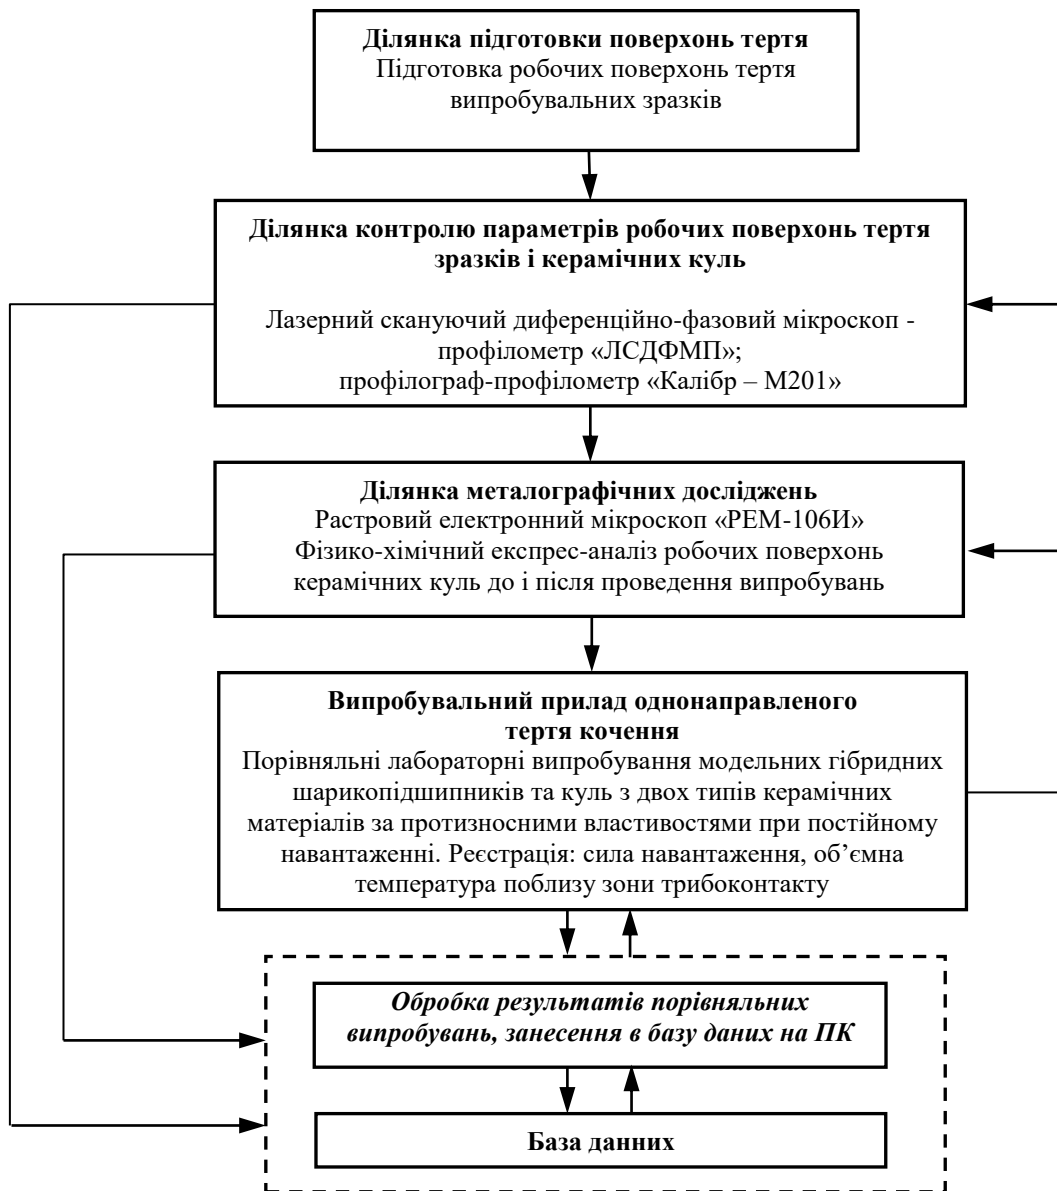 Ділянка підготовки поверхонь тертя
Підготовка робочих поверхонь тертя
випробувальних зразків
Ділянка контролю параметрів робочих поверхонь тертя
зразків і керамічних куль
Лазерний скануючий диференційно-фазовий мікроскоп -
профілометр «ЛСДФМП»;
профілограф-профілометр «Калібр – М201»
Ділянка металографічних досліджень
Растровий електронний мікроскоп «РЕМ-106И»
Фізико-хімічний експрес-аналіз робочих поверхонь
керамічних куль до і після проведення випробувань
Випробувальний прилад однонаправленого
тертя кочення
Порівняльні лабораторні випробування модельних гібридних
шарикопідшипників та куль з двох типів керамічних
матеріалів за протизносними властивостями при постійному
навантаженні. Реєстрація: сила навантаження, об’ємна
температура поблизу зони трибоконтакту
Обробка результатів порівняльних
випробувань, занесення в базу даних на ПК
База данних